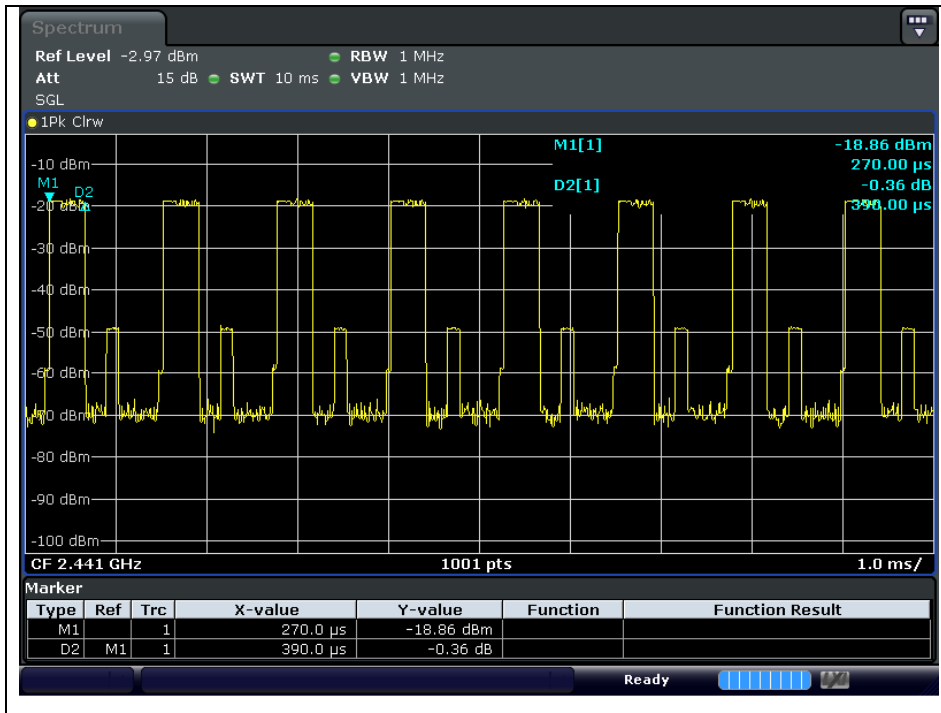 Spectrum
Ref Level -2.97 dBm RBW 1 MHz
Att 15 dB SWT 10 ms VBW 1 MHz
SGL
1Pk Clrw
M1[1] -18.86 dBm
270.00 µs
D2[1] -0.36 dB
390.00 µs
-10 dBm
M1 D2
-20 dBm
-30 dBm
-40 dBm
-50 dBm
-60 dBm
-70 dBm
-80 dBm
-90 dBm
-100 dBm
CF 2.441 GHz 1001 pts 1.0 ms/
Marker
Type Ref Trc X-value Y-value Function Function Result
M1 1 270.0 µs -18.86 dBm
D2 M1 1 390.0 µs -0.36 dB
Ready